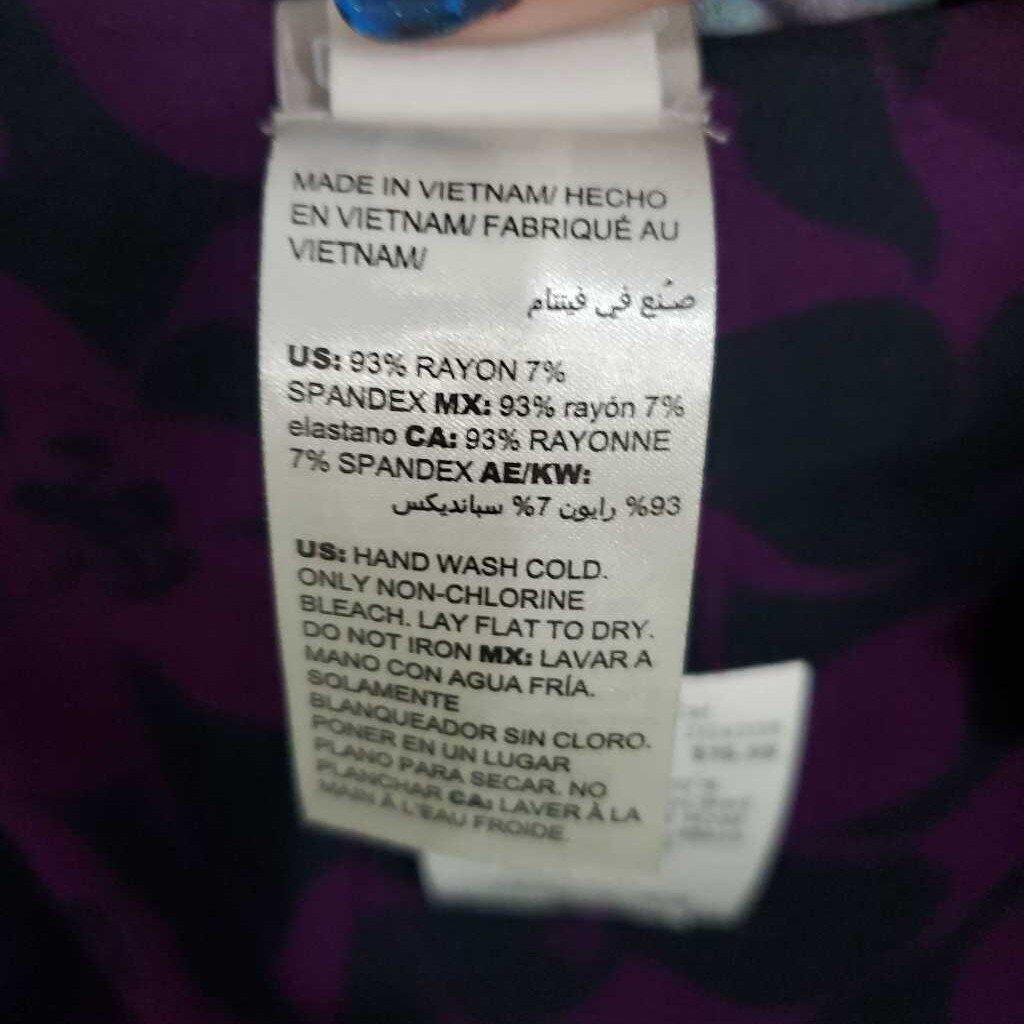 MADE IN VIETNAM/ HECHO
EN VIETNAM/ FABRIQUÉ AU
VIETNAM/
صُنع في فيتنام
US: 93% RAYON 7%
SPANDEX MX: 93% rayón 7%
elastano CA: 93% RAYONNE
7% SPANDEX AE/KW:
93% رايون 7% سبانديكس
US: HAND WASH COLD.
ONLY NON-CHLORINE
BLEACH. LAY FLAT TO DRY.
DO NOT IRON MX: LAVAR A
MANO CON AGUA FRÍA.
SOLAMENTE
BLANQUEADOR SIN CLORO.
PONER EN UN LUGAR
PLANO PARA SECAR. NO
PLANCHAR CA: LAVER À LA
MAIN À L'EAU FROIDE.